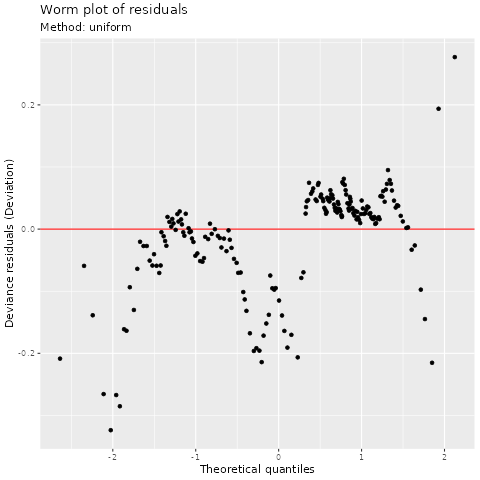 Worm plot of residuals
Method: uniform
Deviance residuals (Deviation)
0.2
0.0
-0.2
-2
-1
0
1
2
Theoretical quantiles